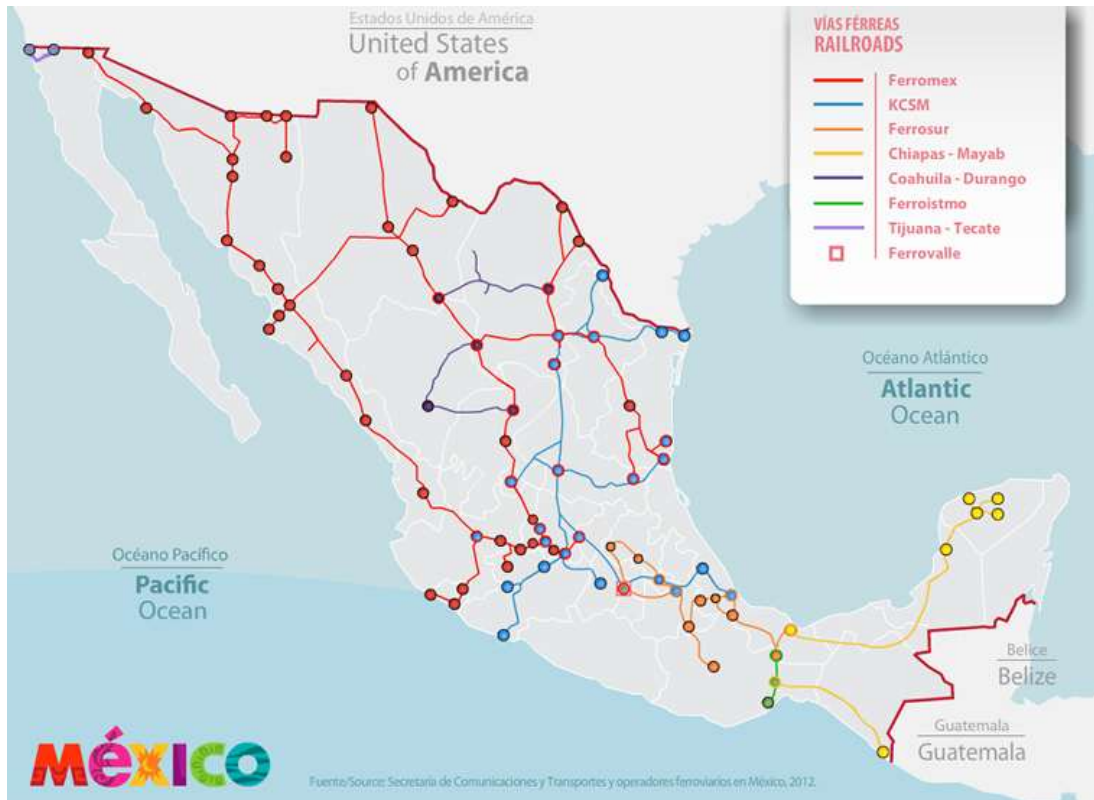 Estados Unidos de América
United States
of America
VÍAS FÉRREAS
RAILROADS
Ferromex
KCSM
Ferrosur
Chiapas - Mayab
Coahuila - Durango
Ferroistmo
Tijuana - Tecate
Ferrovalle
Océano Atlántico
Atlantic
Ocean
Océano Pacífico
Pacific
Ocean
Belice
Belize
Guatemala
Guatemala
MéXICO
Fuente/Source: Secretaría de Comunicaciones y Transportes y operadores ferroviarios en México, 2012.